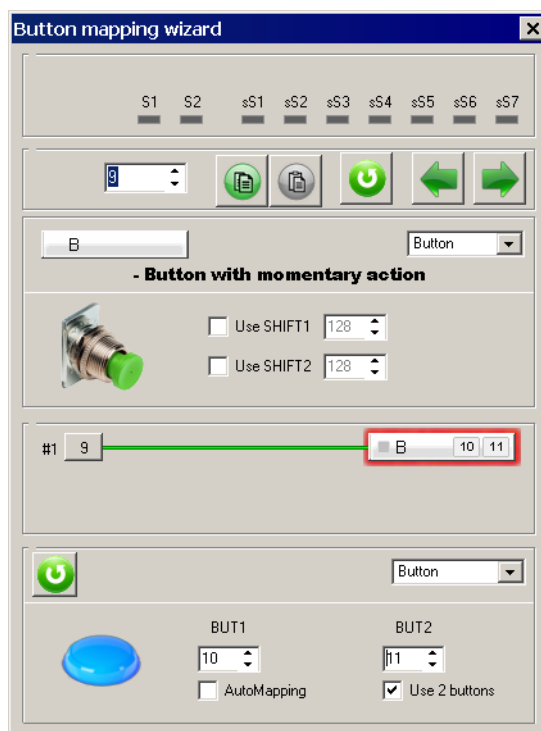 Button mapping wizard
S1 S2 sS1 sS2 sS3 sS4 sS5 sS6 sS7
9
B Button
- Button with momentary action
Use SHIFT1 128
Use SHIFT2 128
#1 9 B 10 11
Button
BUT1 BUT2
10 11
AutoMapping Use 2 buttons